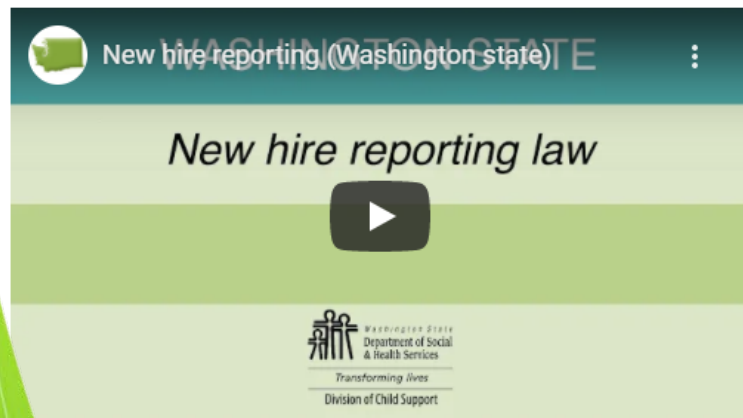 WASHINGTON STATE
New hire reporting (Washington state)
New hire reporting law
Washington State
Department of Social
& Health Services
Transforming lives
Division of Child Support